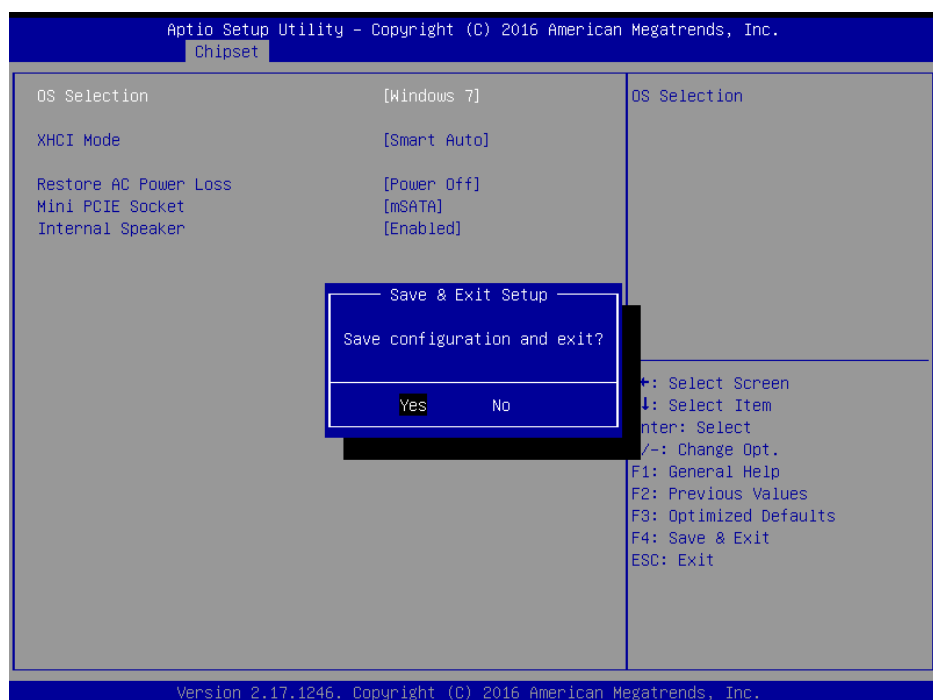 Aptio Setup Utility – Copyright (C) 2016 American Megatrends, Inc.
Chipset
OS Selection [Windows 7] OS Selection
XHCI Mode [Smart Auto]
Restore AC Power Loss [Power Off]
Mini PCIE Socket [mSATA]
Internal Speaker [Enabled]
Save & Exit Setup
Save configuration and exit?
Yes No
: Select Screen
: Select Item
nter: Select
/-: Change Opt.
F1: General Help
F2: Previous Values
F3: Optimized Defaults
F4: Save & Exit
ESC: Exit
Version 2.17.1246. Copyright (C) 2016 American Megatrends, Inc.